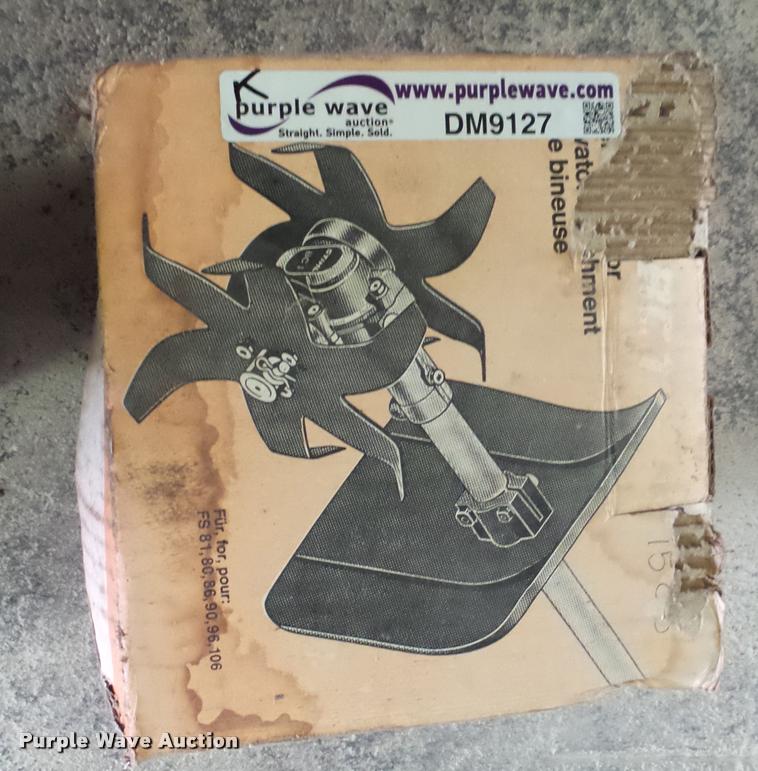 K
purple wave
auction®
Straight. Simple. Sold.
www.purplewave.com
DM9127
bineuse
Für, for, pour:
FS 81,80,86,90,96,106
Purple Wave Auction